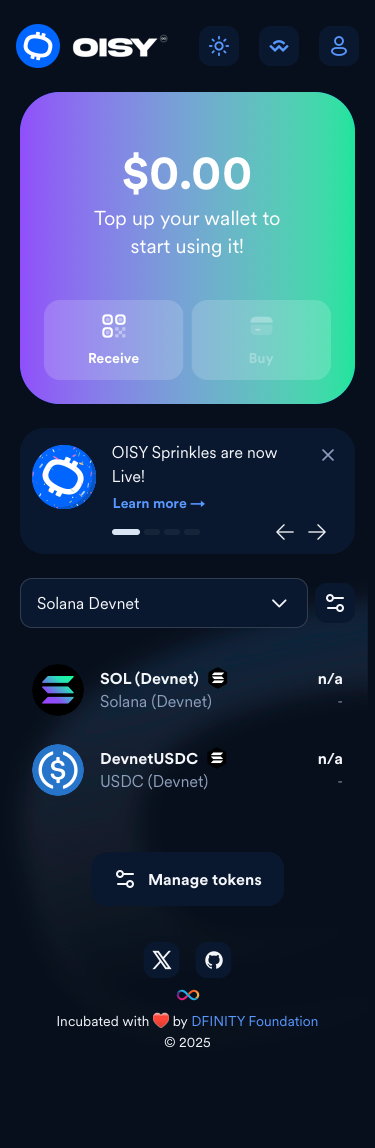 OISY
$0.00
Top up your wallet to
start using it!
Receive
Buy
OISY Sprinkles are now
Live!
Learn more →
Solana Devnet
SOL (Devnet)
n/a
Solana (Devnet)
-
DevnetUSDC
n/a
USDC (Devnet)
-
Manage tokens
Incubated with ❤️ by DFINITY Foundation
© 2025